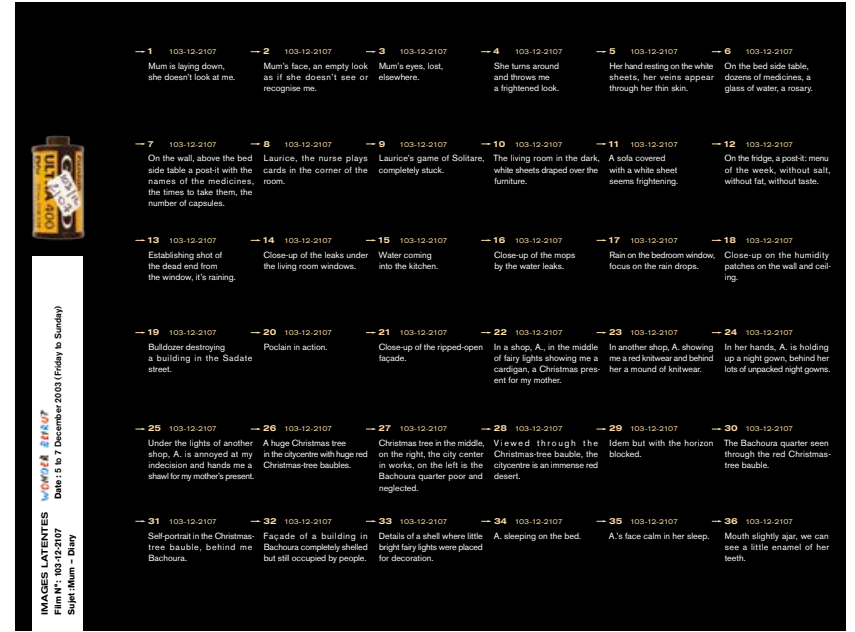 → 1 103-12-2107
Mum is laying down,
she doesn't look at me.
→ 2 103-12-2107
Mum's face, an empty look
as if she doesn't see or
recognise me.
→ 3 103-12-2107
Mum's eyes, lost,
elsewhere.
→ 4 103-12-2107
She turns around
and throws me
a frightened look.
→ 5 103-12-2107
Her hand resting on the white
sheets, her veins appear
through her thin skin.
→ 6 103-12-2107
On the bed side table,
dozens of medicines, a
glass of water, a rosary.
→ 7 103-12-2107
On the wall, above the bed
side table a post-it with the
names of the medicines,
the times to take them, the
number of capsules.
→ 8 103-12-2107
Laurice, the nurse plays
cards in the corner of the
room.
→ 9 103-12-2107
Laurice's game of Solitare,
completely stuck.
→ 10 103-12-2107
The living room in the dark,
white sheets draped over the
furniture.
→ 11 103-12-2107
A sofa covered
with a white sheet
seems frightening.
→ 12 103-12-2107
On the fridge, a post-it: menu
of the week, without salt,
without fat, without taste.
→ 13 103-12-2107
Establishing shot of
the dead end from
the window, it's raining.
→ 14 103-12-2107
Close-up of the leaks under
the living room windows.
→ 15 103-12-2107
Water coming
into the kitchen.
→ 16 103-12-2107
Close-up of the mops
by the water leaks.
→ 17 103-12-2107
Rain on the bedroom window,
focus on the rain drops.
→ 18 103-12-2107
Close-up on the humidity
patches on the wall and ceil-
ing.
→ 19 103-12-2107
Bulldozer destroying
a building in the Sadate
street.
→ 20 103-12-2107
Poclain in action.
→ 21 103-12-2107
Close-up of the ripped-open
façade.
→ 22 103-12-2107
In a shop, A., in the middle
of fairy lights showing me a
cardigan, a Christmas pres-
ent for my mother.
→ 23 103-12-2107
In another shop, A. showing
me a red knitwear and behind
her a mound of knitwear.
→ 24 103-12-2107
In her hands, A. is holding
up a night gown, behind her
lots of unpacked night gowns.
→ 25 103-12-2107
Under the lights of another
shop, A. is annoyed at my
indecision and hands me a
shawl for my mother's present.
→ 26 103-12-2107
A huge Christmas tree
in the citycentre with huge red
Christmas-tree baubles.
→ 27 103-12-2107
Christmas tree in the middle,
on the right, the city center
in works, on the left is the
Bachoura quarter poor and
neglected.
→ 28 103-12-2107
Viewed through the
Christmas-tree bauble, the
citycentre is an immense red
desert.
→ 29 103-12-2107
Idem but with the horizon
blocked.
→ 30 103-12-2107
The Bachoura quarter seen
through the red Christmas-
tree bauble.
→ 31 103-12-2107
Self-portrait in the Christmas-
tree bauble, behind me
Bachoura.
→ 32 103-12-2107
Façade of a building in
Bachoura completely shelled
but still occupied by people.
→ 33 103-12-2107
Details of a shell where little
bright fairy lights were placed
for decoration.
→ 34 103-12-2107
A. sleeping on the bed.
→ 35 103-12-2107
A.'s face calm in her sleep.
→ 36 103-12-2107
Mouth slightly ajar, we can
see a little enamel of her
teeth.
ULTRA 400
IMAGES LATENTES WONDER BEIRUT
Film N°: 103-12-2107 Date: 5 to 7 December 2003 (Friday to Sunday)
Sujet :Mum – Diary